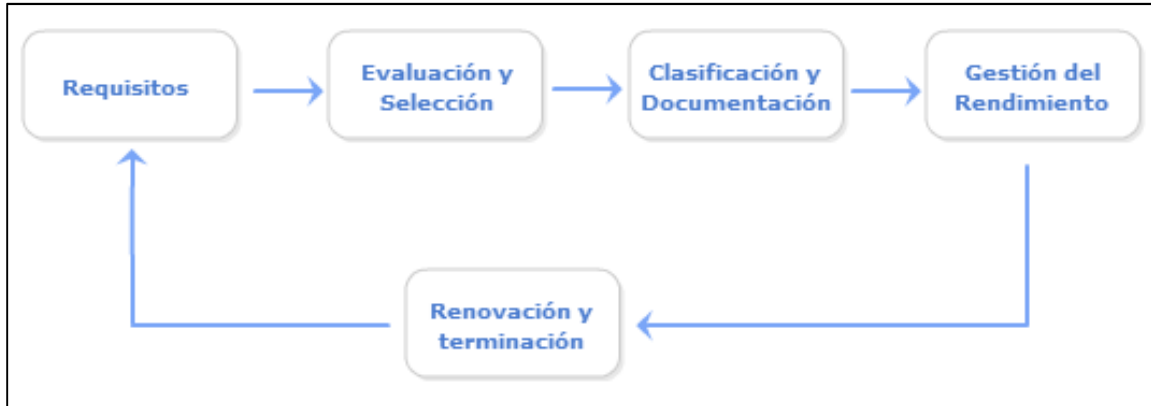 Requisitos
Evaluación y
Selección
Clasificación y
Documentación
Gestión del
Rendimiento
Renovación y
terminación